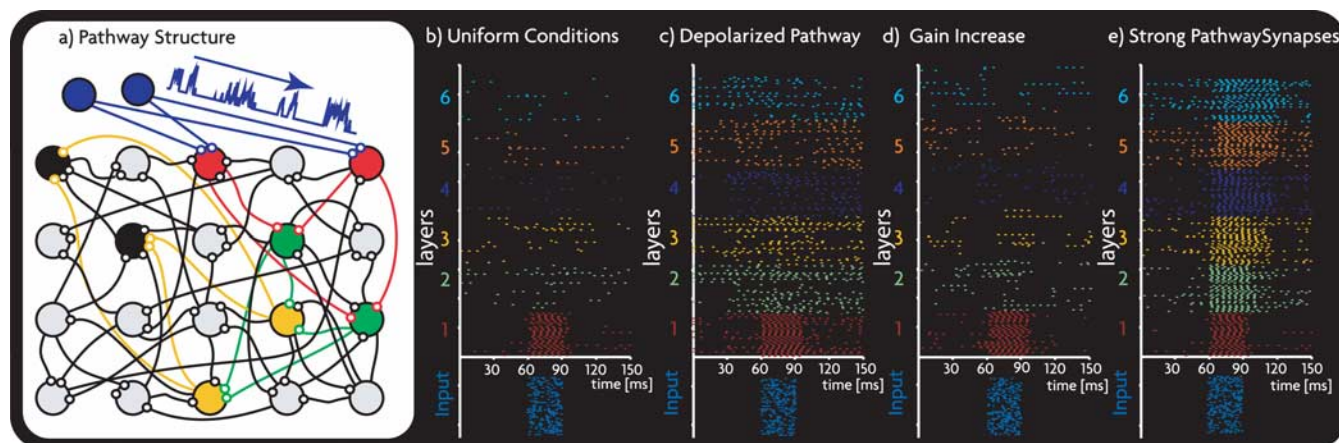 a) Pathway Structure
b) Uniform Conditions
c) Depolarized Pathway
d) Gain Increase
e) Strong PathwaySynapses
6
5
4
3
2
1
layers
30 60 90 120 150
time [ms]
Input
6
5
4
3
2
1
layers
30 60 90 120 150
time [ms]
Input
6
5
4
3
2
1
layers
30 60 90 120 150
time [ms]
Input
6
5
4
3
2
1
layers
30 60 90 120 150
time [ms]
Input